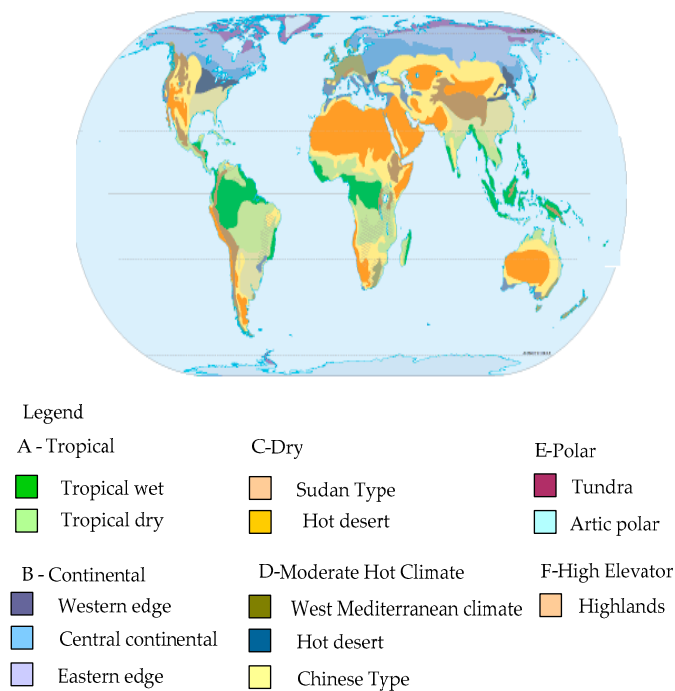 Legend
A - Tropical
Tropical wet
Tropical dry
B - Continental
Western edge
Central continental
Eastern edge
C-Dry
Sudan Type
Hot desert
D-Moderate Hot Climate
West Mediterranean climate
Hot desert
Chinese Type
E-Polar
Tundra
Artic polar
F-High Elevator
Highlands